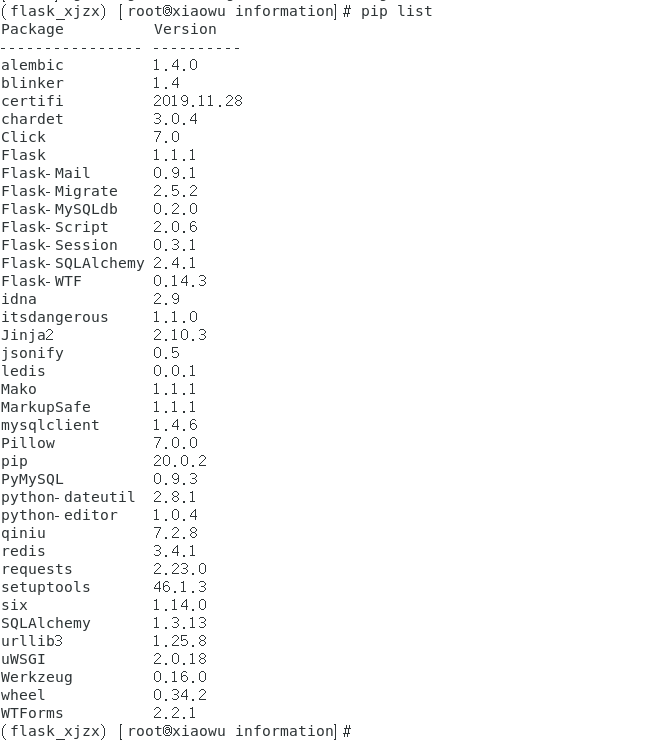 (flask_xjzx) [root@xiaowu information]# pip list
Package          Version
---------------- ----------
alembic          1.4.0
blinker          1.4
certifi          2019.11.28
chardet          3.0.4
Click            7.0
Flask            1.1.1
Flask-Mail       0.9.1
Flask-Migrate    2.5.2
Flask-MySQLdb    0.2.0
Flask-Script     2.0.6
Flask-Session    0.3.1
Flask-SQLAlchemy 2.4.1
Flask-WTF        0.14.3
idna             2.9
itsdangerous     1.1.0
Jinja2           2.10.3
jsonify          0.5
ledis            0.0.1
Mako             1.1.1
MarkupSafe       1.1.1
mysqlclient      1.4.6
Pillow           7.0.0
pip              20.0.2
PyMySQL          0.9.3
python-dateutil  2.8.1
python-editor    1.0.4
qiniu            7.2.8
redis            3.4.1
requests         2.23.0
setuptools       46.1.3
six              1.14.0
SQLAlchemy       1.3.13
urllib3          1.25.8
uWSGI            2.0.18
Werkzeug         0.16.0
wheel            0.34.2
WTForms          2.2.1
(flask_xjzx) [root@xiaowu information]#